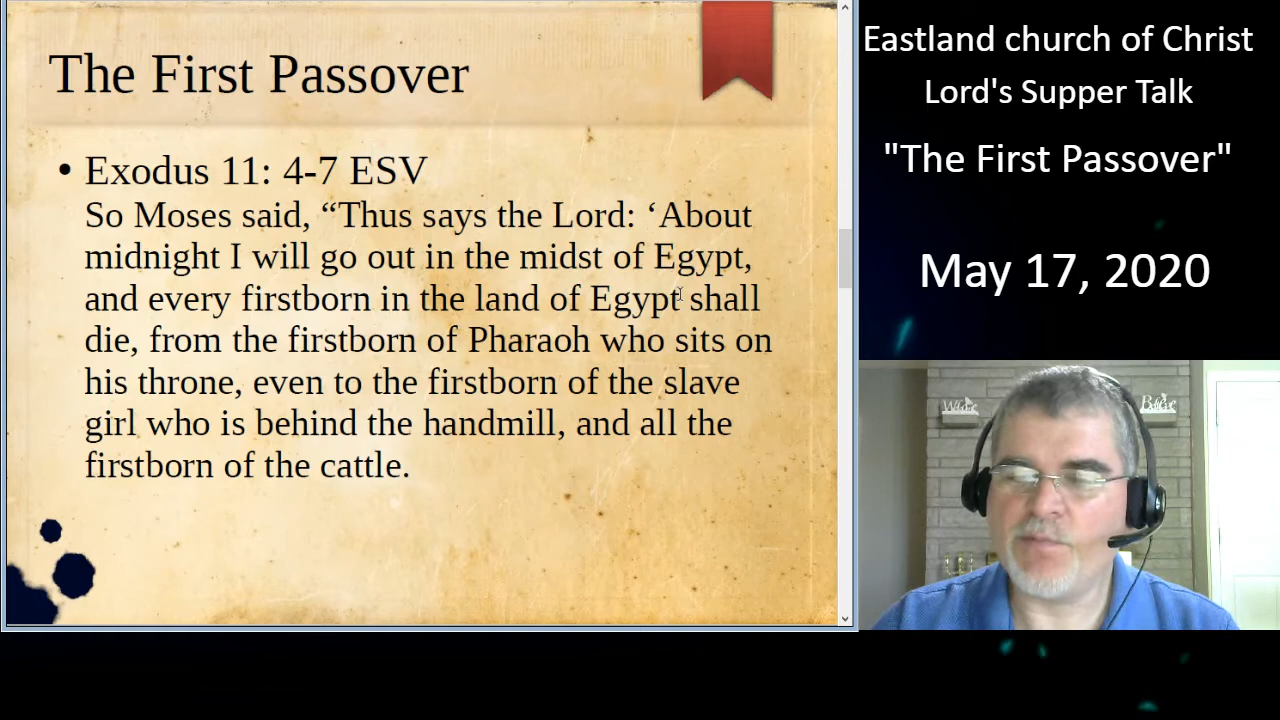 The First Passover
• Exodus 11: 4-7 ESV
So Moses said, “Thus says the Lord: ‘About
midnight I will go out in the midst of Egypt,
and every firstborn in the land of Egypt shall
die, from the firstborn of Pharaoh who sits on
his throne, even to the firstborn of the slave
girl who is behind the handmill, and all the
firstborn of the cattle.
Eastland church of Christ
Lord's Supper Talk
"The First Passover"
May 17, 2020
Believe